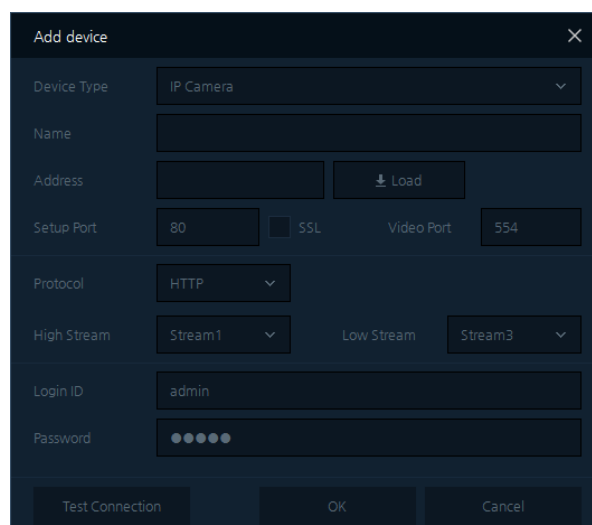 Add device
Device Type IP Camera
Name
Address Load
Setup Port 80 SSL Video Port 554
Protocol HTTP
High Stream Stream1 Low Stream Stream3
Login ID admin
Password ●●●●●
Test Connection OK Cancel